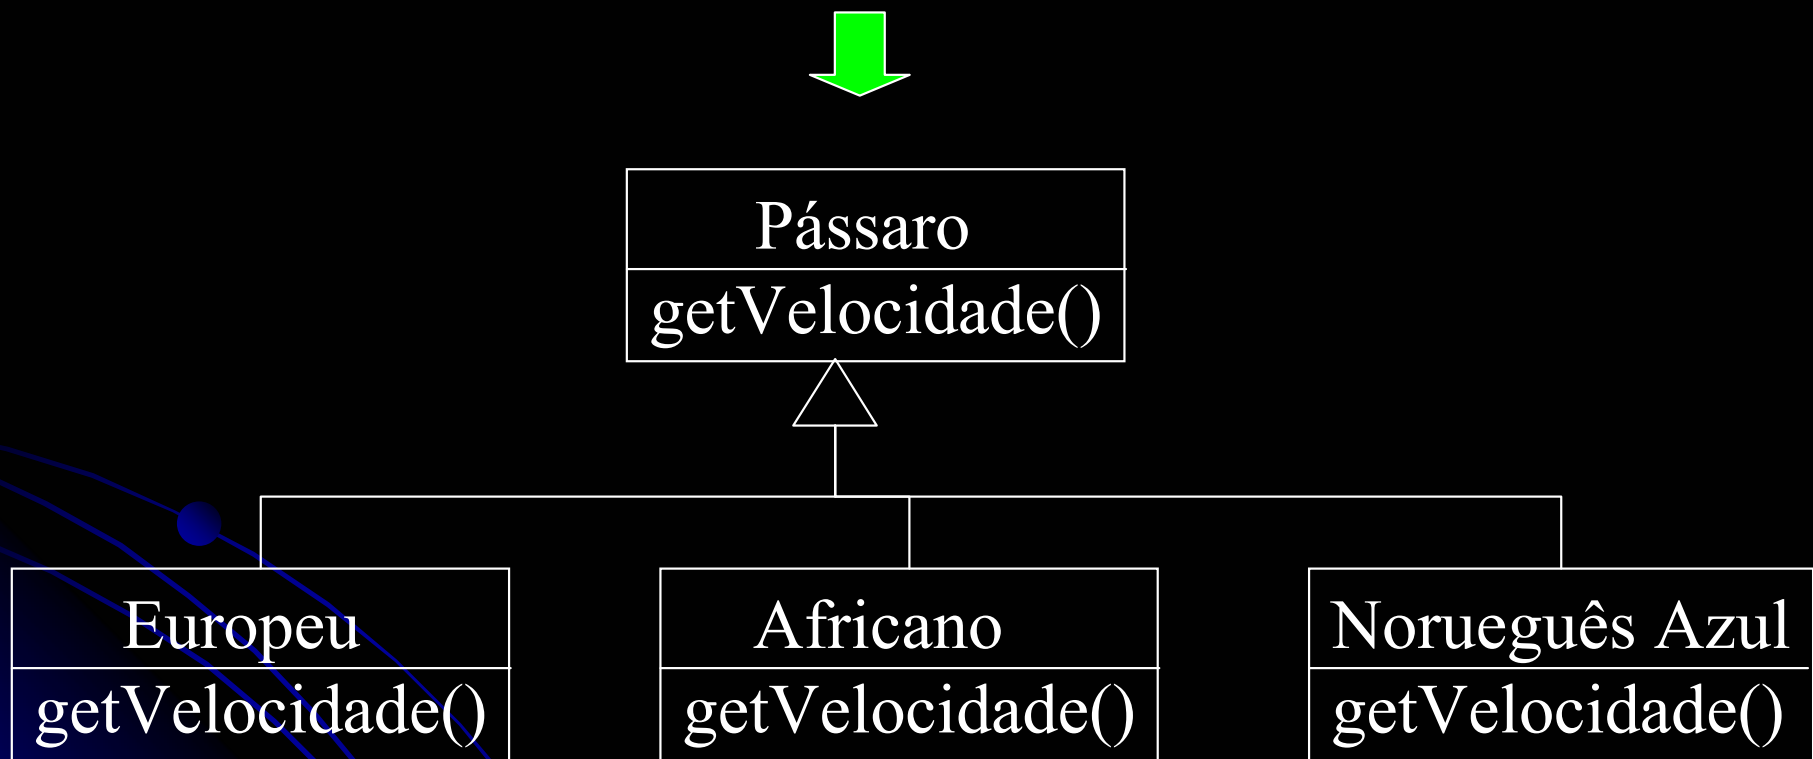 Pássaro
getVelocidade()
Europeu
getVelocidade()
Africano
getVelocidade()
Norueguês Azul
getVelocidade()